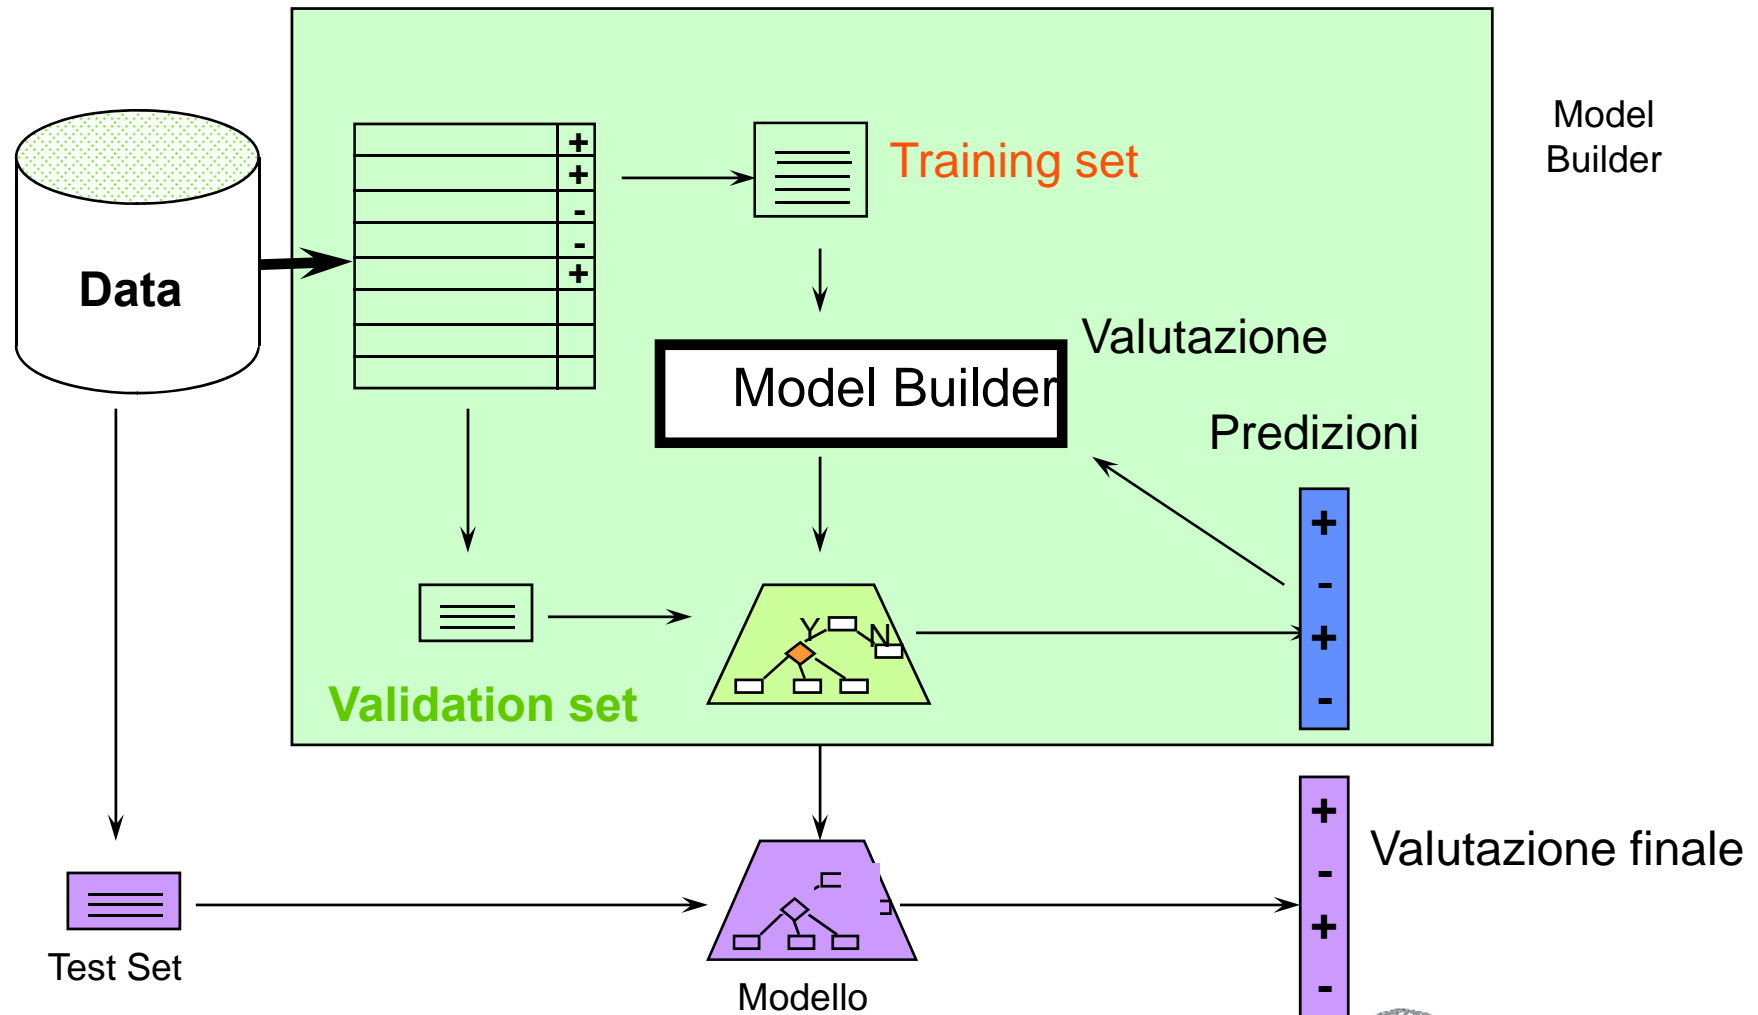 Model
Builder
+
+
-
-
+
Training set
Data
Valutazione
Model Builder
Predizioni
+
-
+
-
Y
N
Validation set
+
-
+
-
Valutazione finale
Test Set
Modello